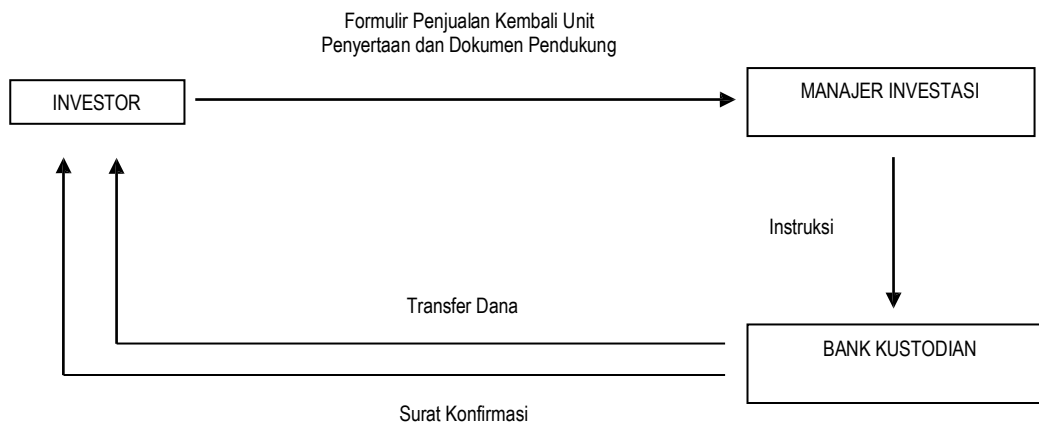 Formulir Penjualan Kembali Unit
Penyertaan dan Dokumen Pendukung
INVESTOR
MANAJER INVESTASI
Instruksi
Transfer Dana
BANK KUSTODIAN
Surat Konfirmasi